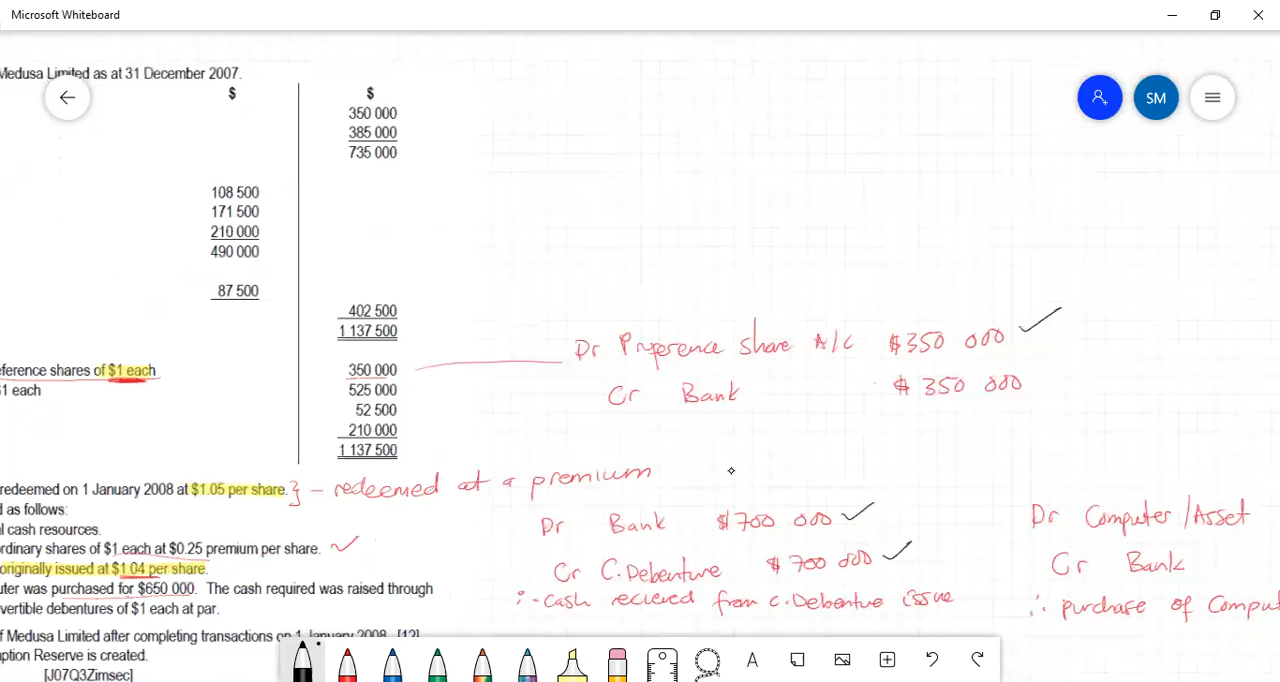 Microsoft Whiteboard
Medusa Limited as at 31 December 2007.
$ $
350 000
385 000
735 000
SM
108 500
171 500
210 000
490 000
87 500
402 500
1 137 500
Dr Preference share A/C $350 000
eference shares of $1 each 350 000
$1 each 525 000
Cr Bank $350 000
52 500
210 000
1 137 500
redeemed on 1 January 2008 at $1.05 per share. } - redeemed at a premium
d as follows:
Dr Bank $700 000
Dr Computer/Asset
l cash resources.
rdinary shares of $1 each at $0.25 premium per share.
originally issued at $1.04 per share.
Cr C.Debenture $700 000
Cr Bank
uter was purchased for $650 000. The cash required was raised through
vertible debentures of $1 each at par.
∴ - Cash recieved from c.Debentue issue
∴ purchase of Comput
f Medusa Limited after completing transactions on 1 January 2008. [12]
ption Reserve is created.
[J07Q3Zimsec]
A